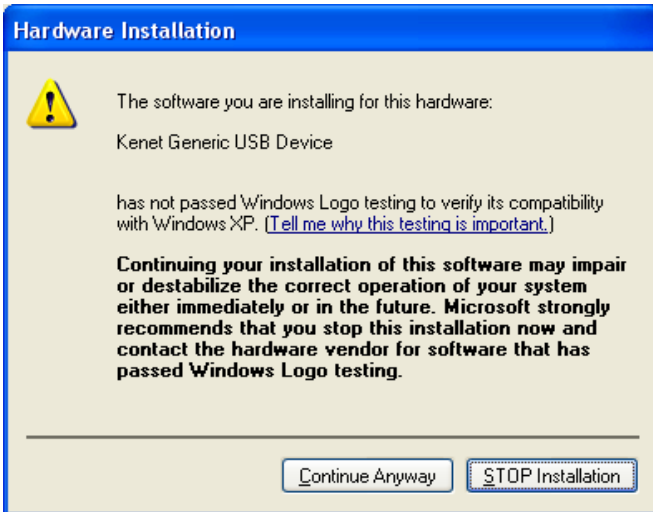 Hardware Installation
The software you are installing for this hardware:
Kenet Generic USB Device
has not passed Windows Logo testing to verify its compatibility
with Windows XP. (Tell me why this testing is important.)
Continuing your installation of this software may impair
or destabilize the correct operation of your system
either immediately or in the future. Microsoft strongly
recommends that you stop this installation now and
contact the hardware vendor for software that has
passed Windows Logo testing.
Continue Anyway
STOP Installation